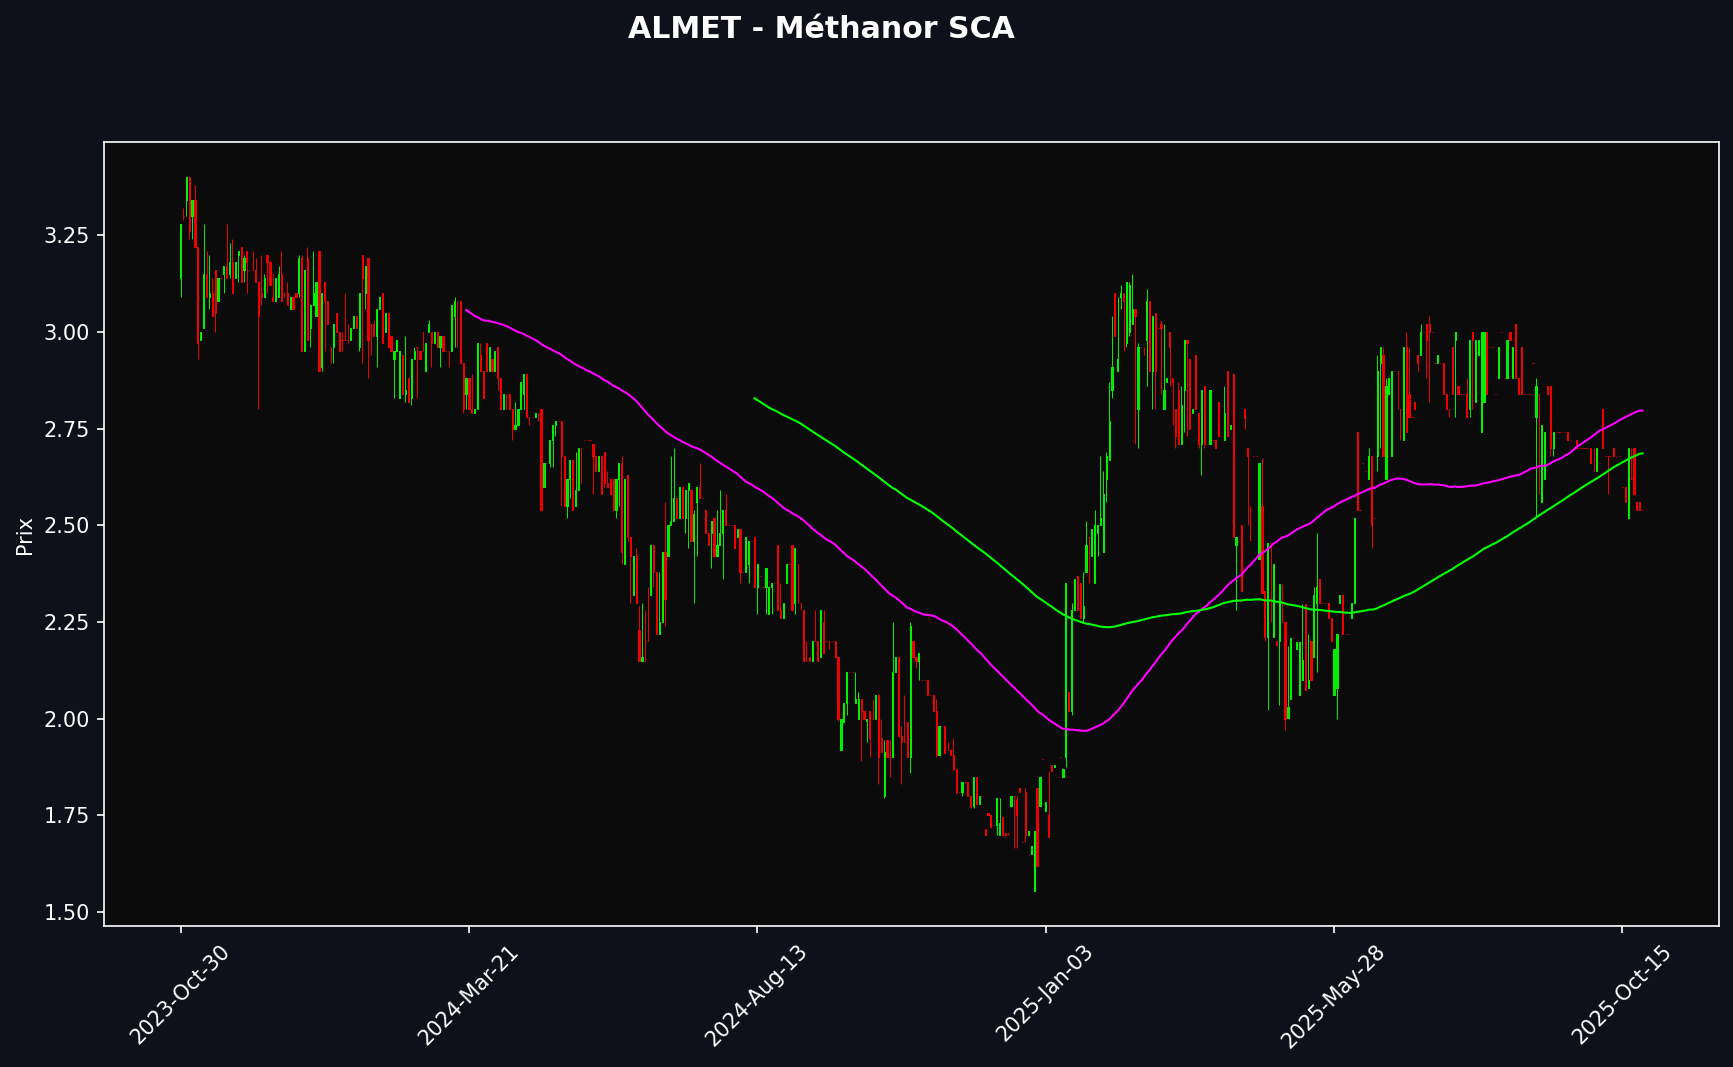 ALMET - Méthanor SCA
Prix
3.25
3.00
2.75
2.50
2.25
2.00
1.75
1.50
2023-Oct-30
2024-Mar-21
2024-Aug-13
2025-Jan-03
2025-May-28
2025-Oct-15